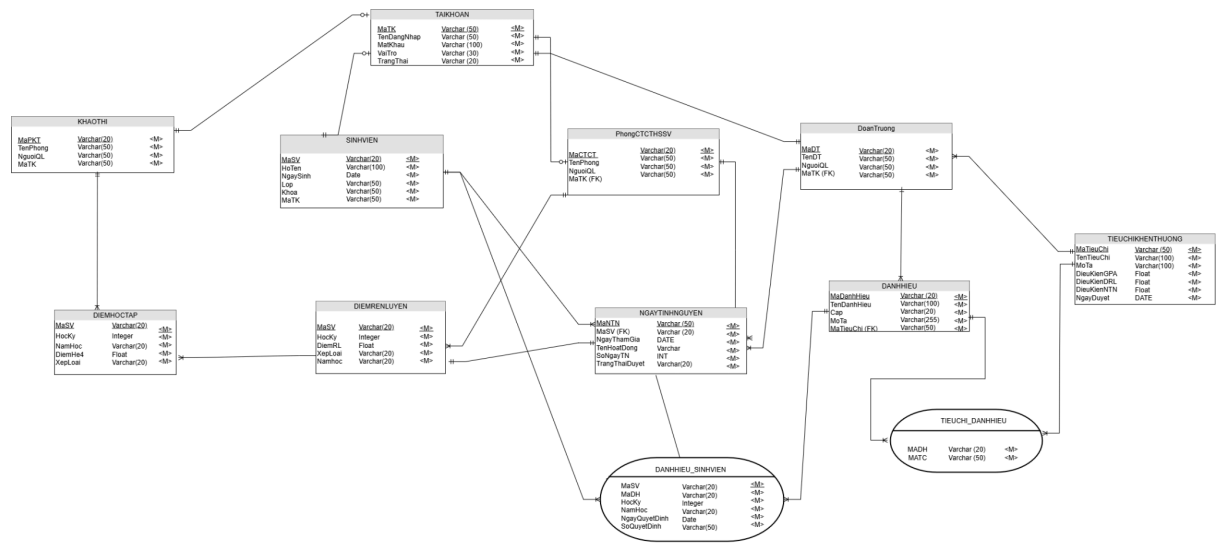 TAIKHOAN
MaTK Varchar (50) <M>
TenDangNhap Varchar (50) <M>
MatKhau Varchar (100) <M>
VaiTro Varchar (30) <M>
TrangThai Varchar (20) <M>
KHAOTHI
MaPKT Varchar(20) <M>
TenPhong Varchar(50) <M>
NguoiQL Varchar(50) <M>
MaTK Varchar(50) <M>
SINHVIEN
MaSV Varchar(20) <M>
HoTen Varchar(100) <M>
NgaySinh Date <M>
Lop Varchar(50) <M>
Khoa Varchar(50) <M>
MaTK Varchar(50) <M>
PhongCTCTHSSV
MaCTCT Varchar(20) <M>
TenPhong Varchar(50) <M>
NguoiQL Varchar(50) <M>
MaTK (FK) Varchar(50) <M>
DoanTruong
MaDT Varchar(20) <M>
TenDT Varchar(50) <M>
NguoiQL Varchar(50) <M>
MaTK (FK) Varchar(50) <M>
TIEUCHIKHENTHUONG
MaTieuChi Varchar (50) <M>
TenTieuChi Varchar(100) <M>
MoTa Varchar(100) <M>
DieuKienGPA Float <M>
DieuKienDRL Float <M>
DieuKienNTN Float <M>
NgayDuyet DATE <M>
DANHHIEU
MaDanhHieu Varchar (20) <M>
TenDanhHieu Varchar(100) <M>
Cap Varchar(20) <M>
MoTa Varchar(255) <M>
MaTieuChi (FK) Varchar(50) <M>
DIEMHOCTAP
MaSV Varchar(20) <M>
HocKy Integer <M>
NamHoc Varchar(20) <M>
DiemHe4 Float <M>
XepLoai Varchar(20) <M>
DIEMRENLUYEN
MaSV Varchar(20) <M>
HocKy Integer <M>
DiemRL Float <M>
XepLoai Varchar(20) <M>
Namhoc Varchar(20) <M>
NGAYTINHNGUYEN
MaNTN Varchar (50) <M>
MaSV (FK) Varchar (20) <M>
NgayThamGia DATE <M>
TenHoatDong Varchar <M>
SoNgayTN INT <M>
TrangThaiDuyet Varchar(20) <M>
TIEUCHI_DANHHIEU
MADH Varchar (20) <M>
MATC Varchar (50) <M>
DANHHIEU_SINHVIEN
MaSV Varchar(20) <M>
MaDH Varchar(20) <M>
HocKy Integer <M>
NamHoc Varchar(20) <M>
NgayQuyetDinh Date <M>
SoQuyetDinh Varchar(50) <M>